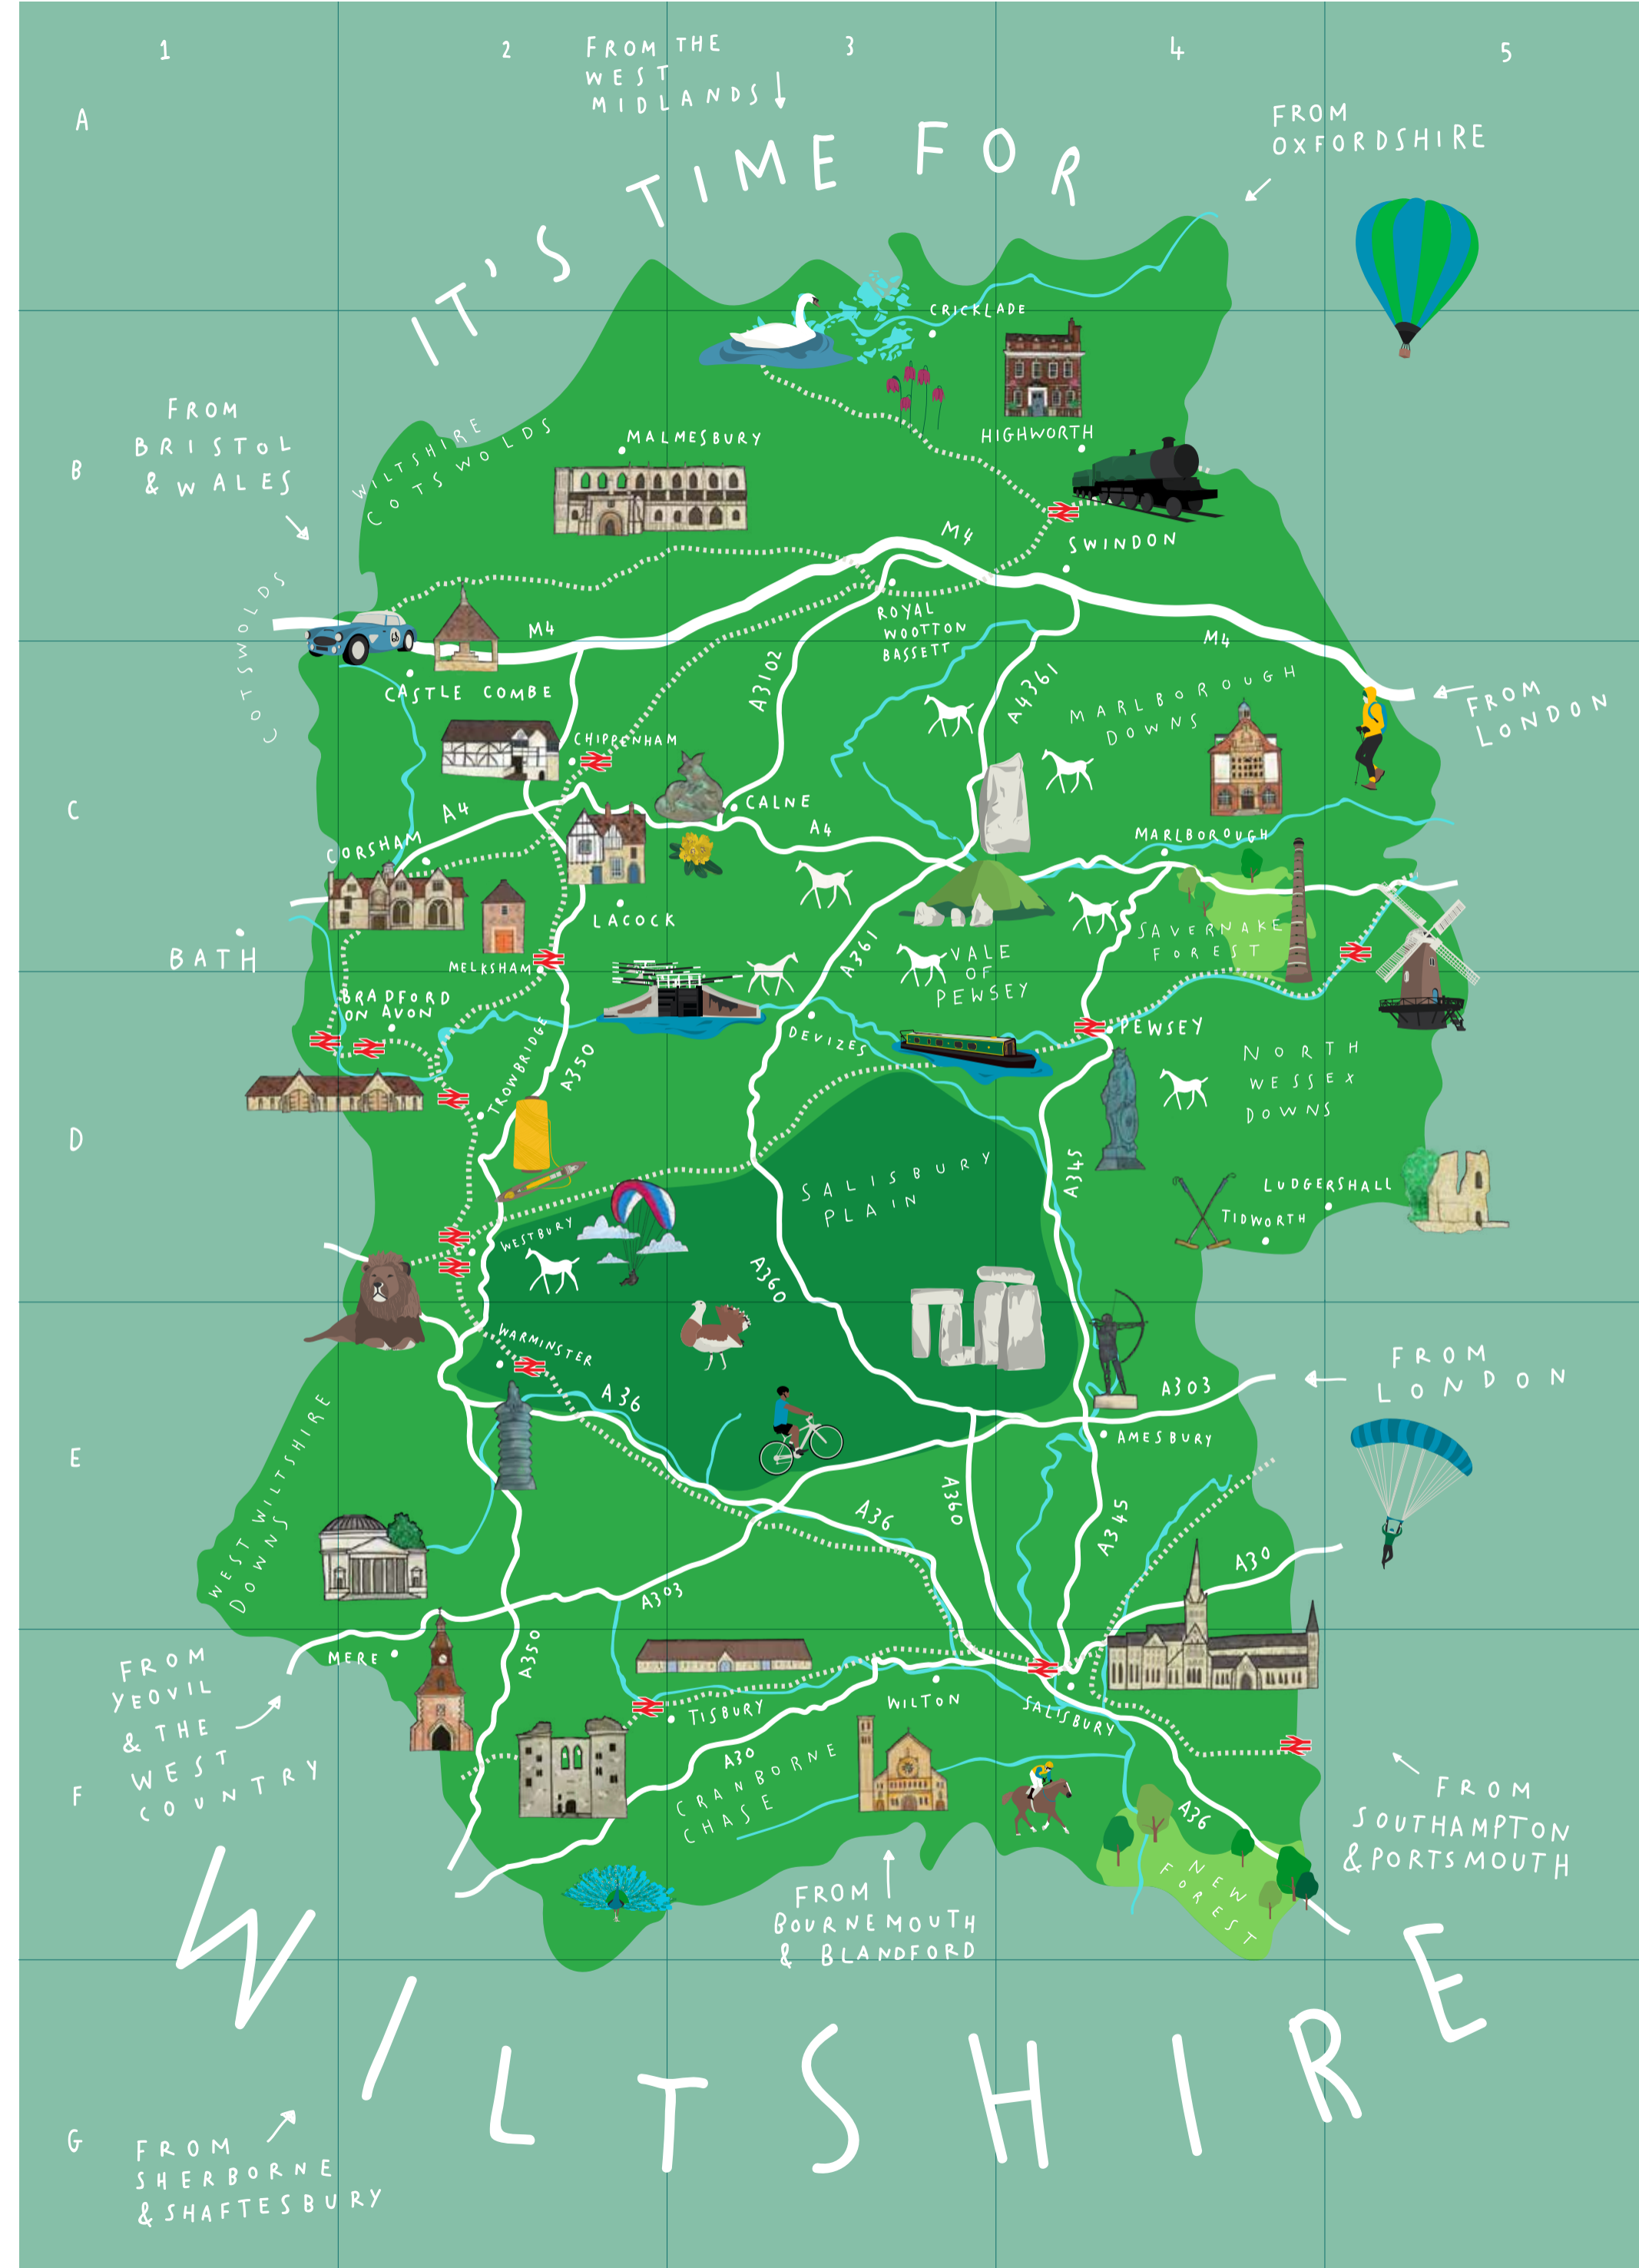 1
2
3
4
5
A
B
C
D
E
F
G
FROM THE
WEST
MIDLANDS
FROM
OXFORDSHIRE
IT'S TIME FOR
CRICKLADE
FROM
BRISTOL
& WALES
WILTSHIRE
COTSWOLDS
MALMESBURY
HIGHWORTH
M4
SWINDON
COTSWOLDS
M4
ROYAL
WOOTTON
BASSETT
M4
CASTLE COMBE
A3102
A4361
MARLBOROUGH
DOWNS
FROM
LONDON
CHIPPENHAM
CALNE
A4
A4
CORSHAM
MARLBOROUGH
LACOCK
BATH
MELKSHAM
A361
VALE
OF
PEWSEY
SAVERNAKE
FOREST
BRADFORD
ON AVON
DEVIZES
PEWSEY
TROWBRIDGE
A350
NORTH
WESSEX
DOWNS
SALISBURY
PLAIN
A345
LUDGERSHALL
TIDWORTH
WESTBURY
A360
WARMINSTER
A36
A303
FROM
LONDON
AMESBURY
WEST WILTSHIRE
DOWNS
A36
A360
A345
A30
A303
MERE
A350
FROM
YEOVIL
& THE
WEST
COUNTRY
TISBURY
WILTON
SALISBURY
A30
CRANBORNE
CHASE
A36
FROM
SOUTHAMPTON
& PORTSMOUTH
NEW
FOREST
FROM
BOURNEMOUTH
& BLANDFORD
WILTSHIRE
FROM
SHERBORNE
& SHAFTESBURY